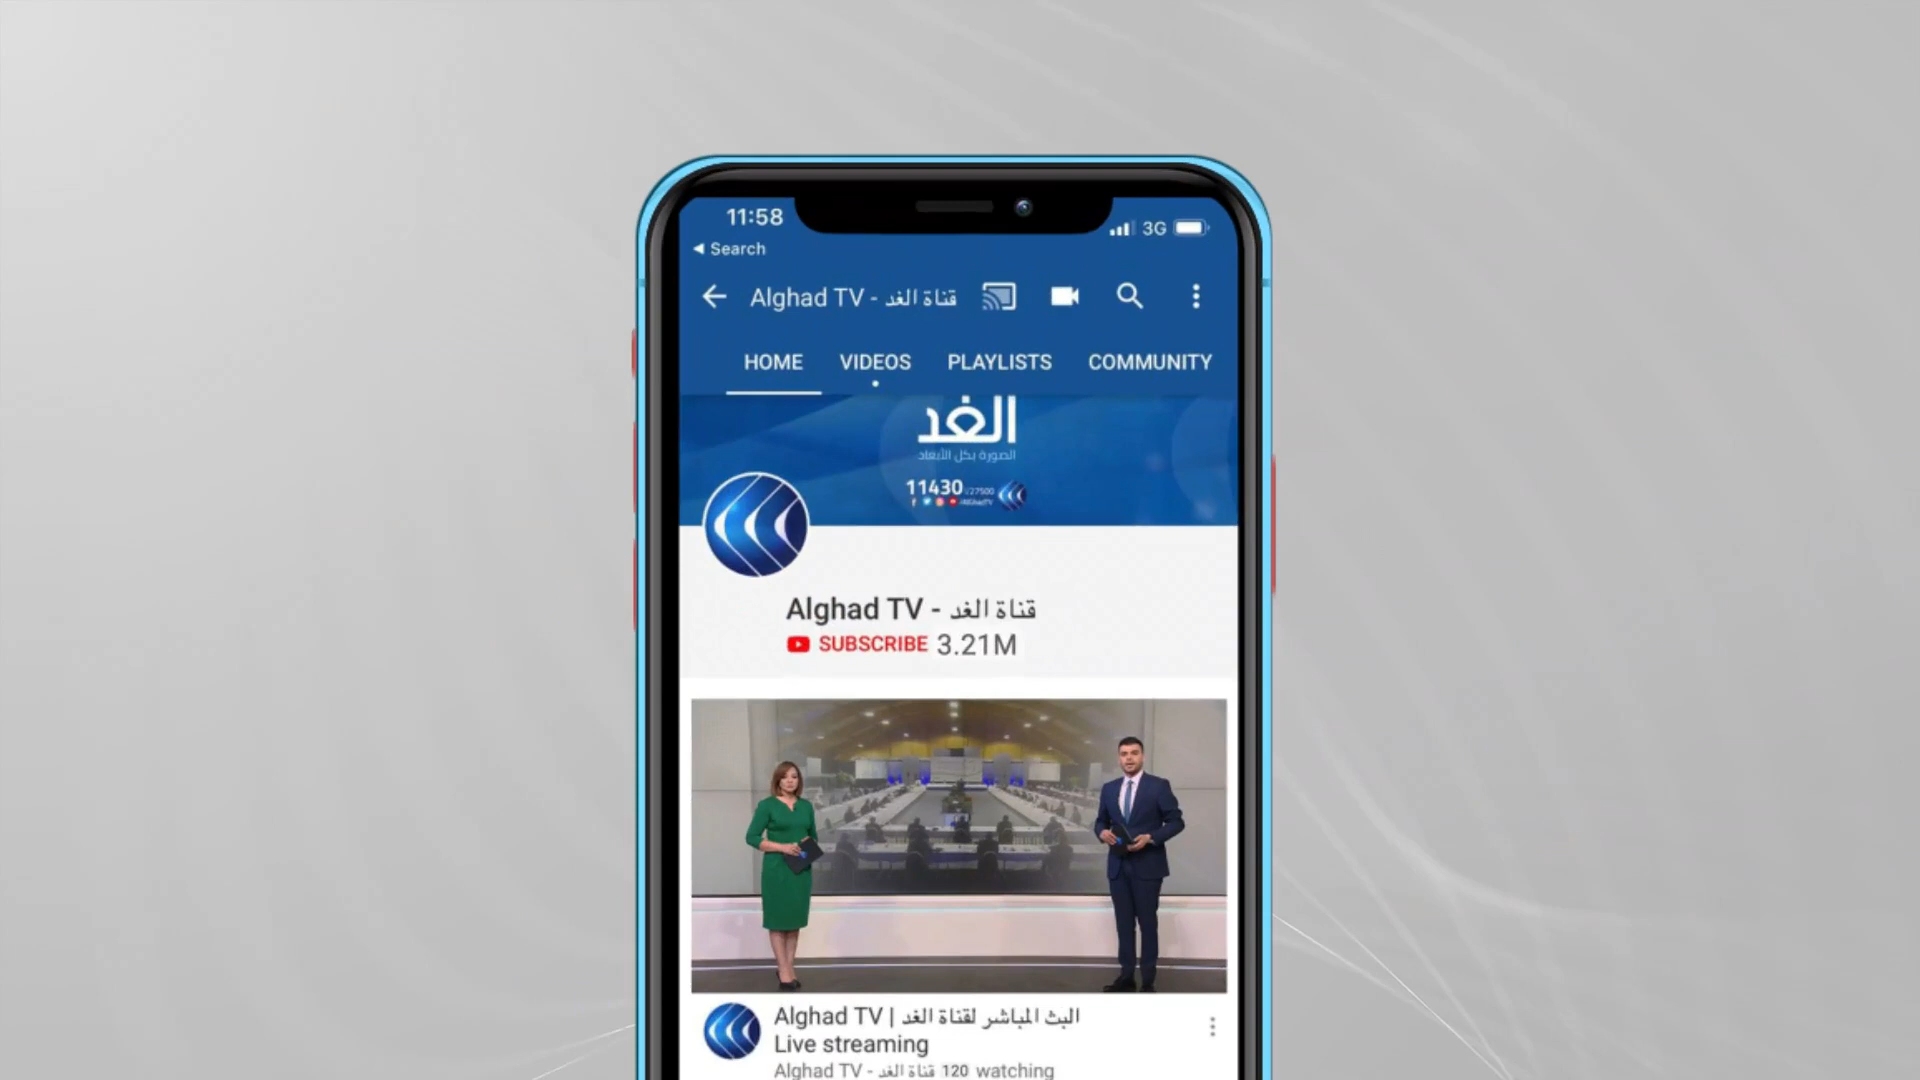 11:58
3G
Search
Alghad TV - قناة الغد
HOME VIDEOS PLAYLISTS COMMUNITY
الغد
الصورة بكل الأبعاد
11430
27500
Alghad TV - قناة الغد
SUBSCRIBE 3.21M
Alghad TV | البث المباشر لقناة الغد
Live streaming
Alghad TV - قناة الغد 120 watching